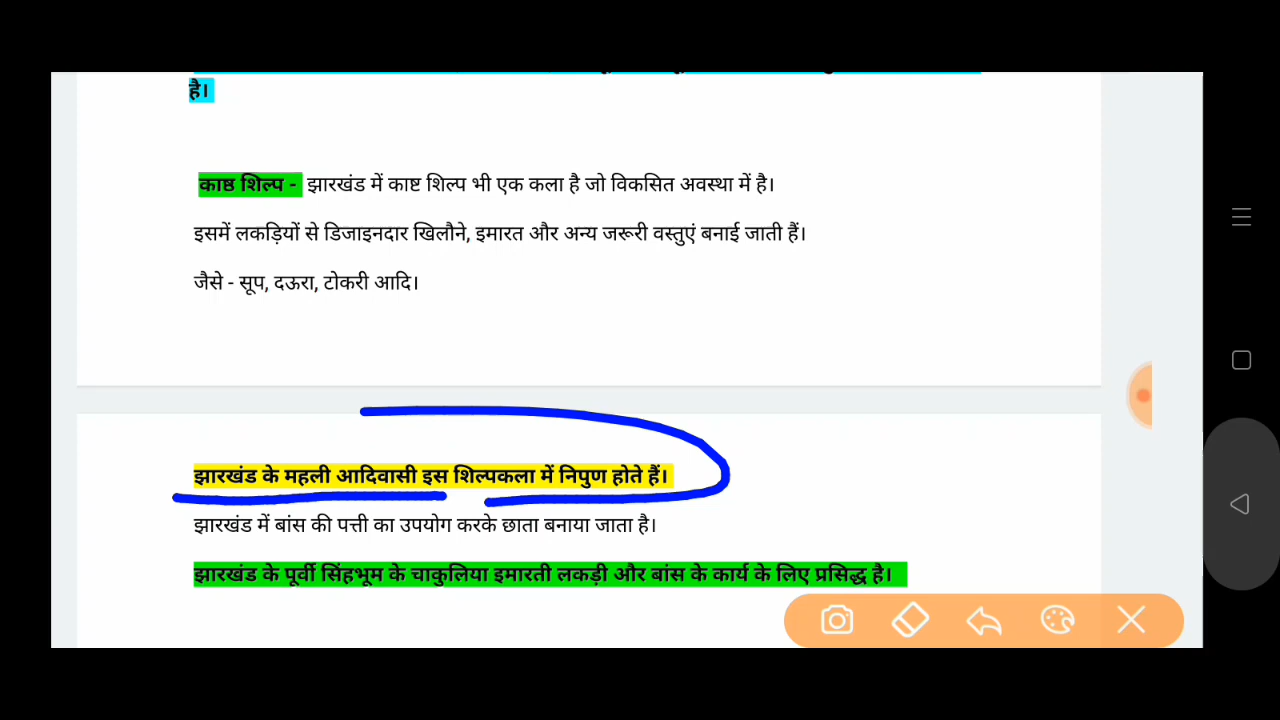 है।
काष्ठ शिल्प - झारखंड में काष्ट शिल्प भी एक कला है जो विकसित अवस्था में है।
इसमें लकड़ियों से डिजाइनदार खिलौने, इमारत और अन्य जरूरी वस्तुएं बनाई जाती हैं।
जैसे - सूप, दऊरा, टोकरी आदि।
झारखंड के महली आदिवासी इस शिल्पकला में निपुण होते हैं।
झारखंड में बांस की पत्ती का उपयोग करके छाता बनाया जाता है।
झारखंड के पूर्वी सिंहभूम के चाकुलिया इमारती लकड़ी और बांस के कार्य के लिए प्रसिद्ध है।